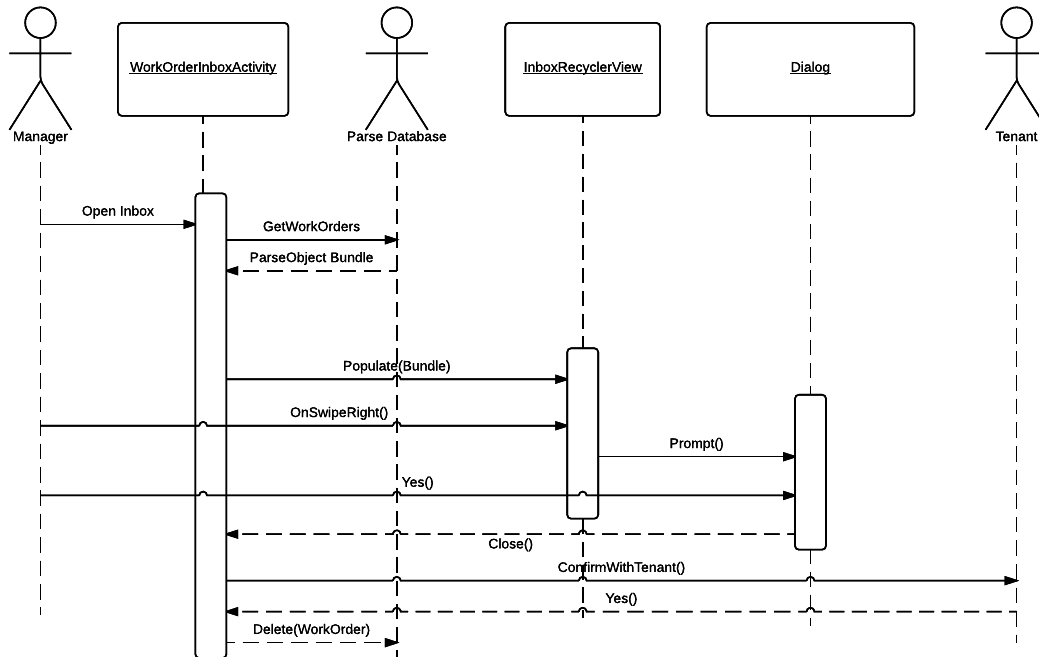 WorkOrderInboxActivity
InboxRecyclerView
Dialog
Manager
Parse Database
Tenant
Open Inbox
GetWorkOrders
ParseObject Bundle
Populate(Bundle)
OnSwipeRight()
Prompt()
Yes()
Close()
ConfirmWithTenant()
Yes()
Delete(WorkOrder)